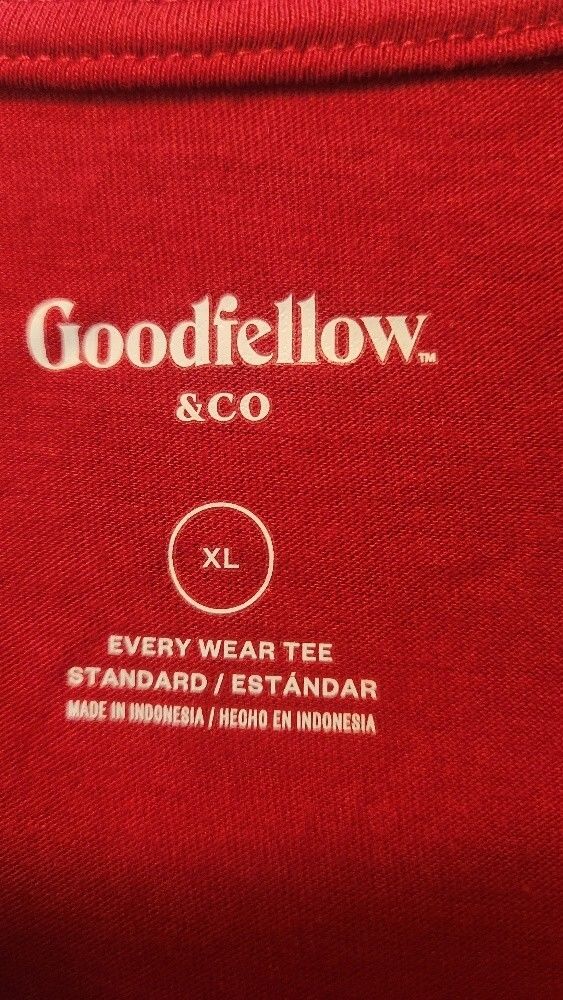 Goodfellow™
&CO
XL
EVERY WEAR TEE
STANDARD / ESTÁNDAR
MADE IN INDONESIA / HECHO EN INDONESIA